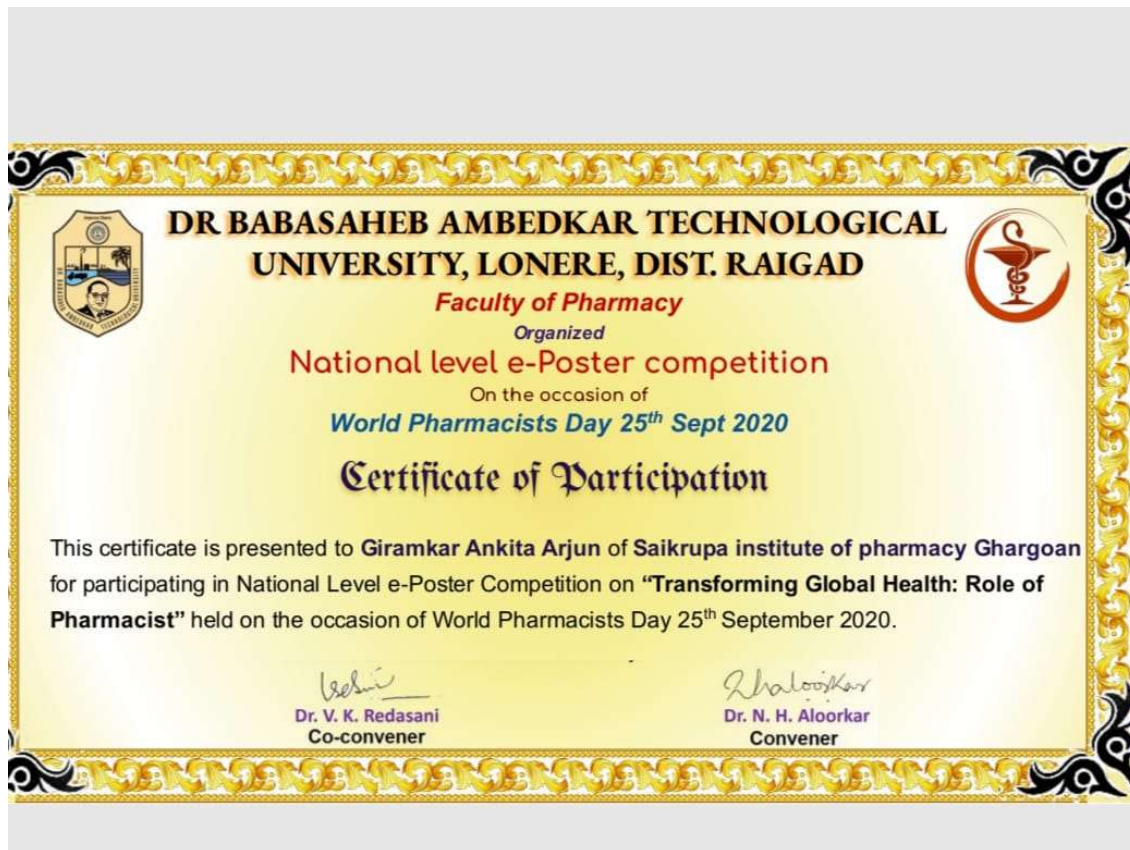 DR BABASAHEB AMBEDKAR TECHNOLOGICAL
UNIVERSITY, LONERE, DIST. RAIGAD
Faculty of Pharmacy
Organized
National level e-Poster competition
On the occasion of
World Pharmacists Day 25th Sept 2020
Certificate of Participation
This certificate is presented to Giramkar Ankita Arjun of Saikrupa institute of pharmacy Ghargoan
for participating in National Level e-Poster Competition on “Transforming Global Health: Role of
Pharmacist” held on the occasion of World Pharmacists Day 25th September 2020.
Dr. V. K. Redasani
Co-convener
Dr. N. H. Aloorkar
Convener